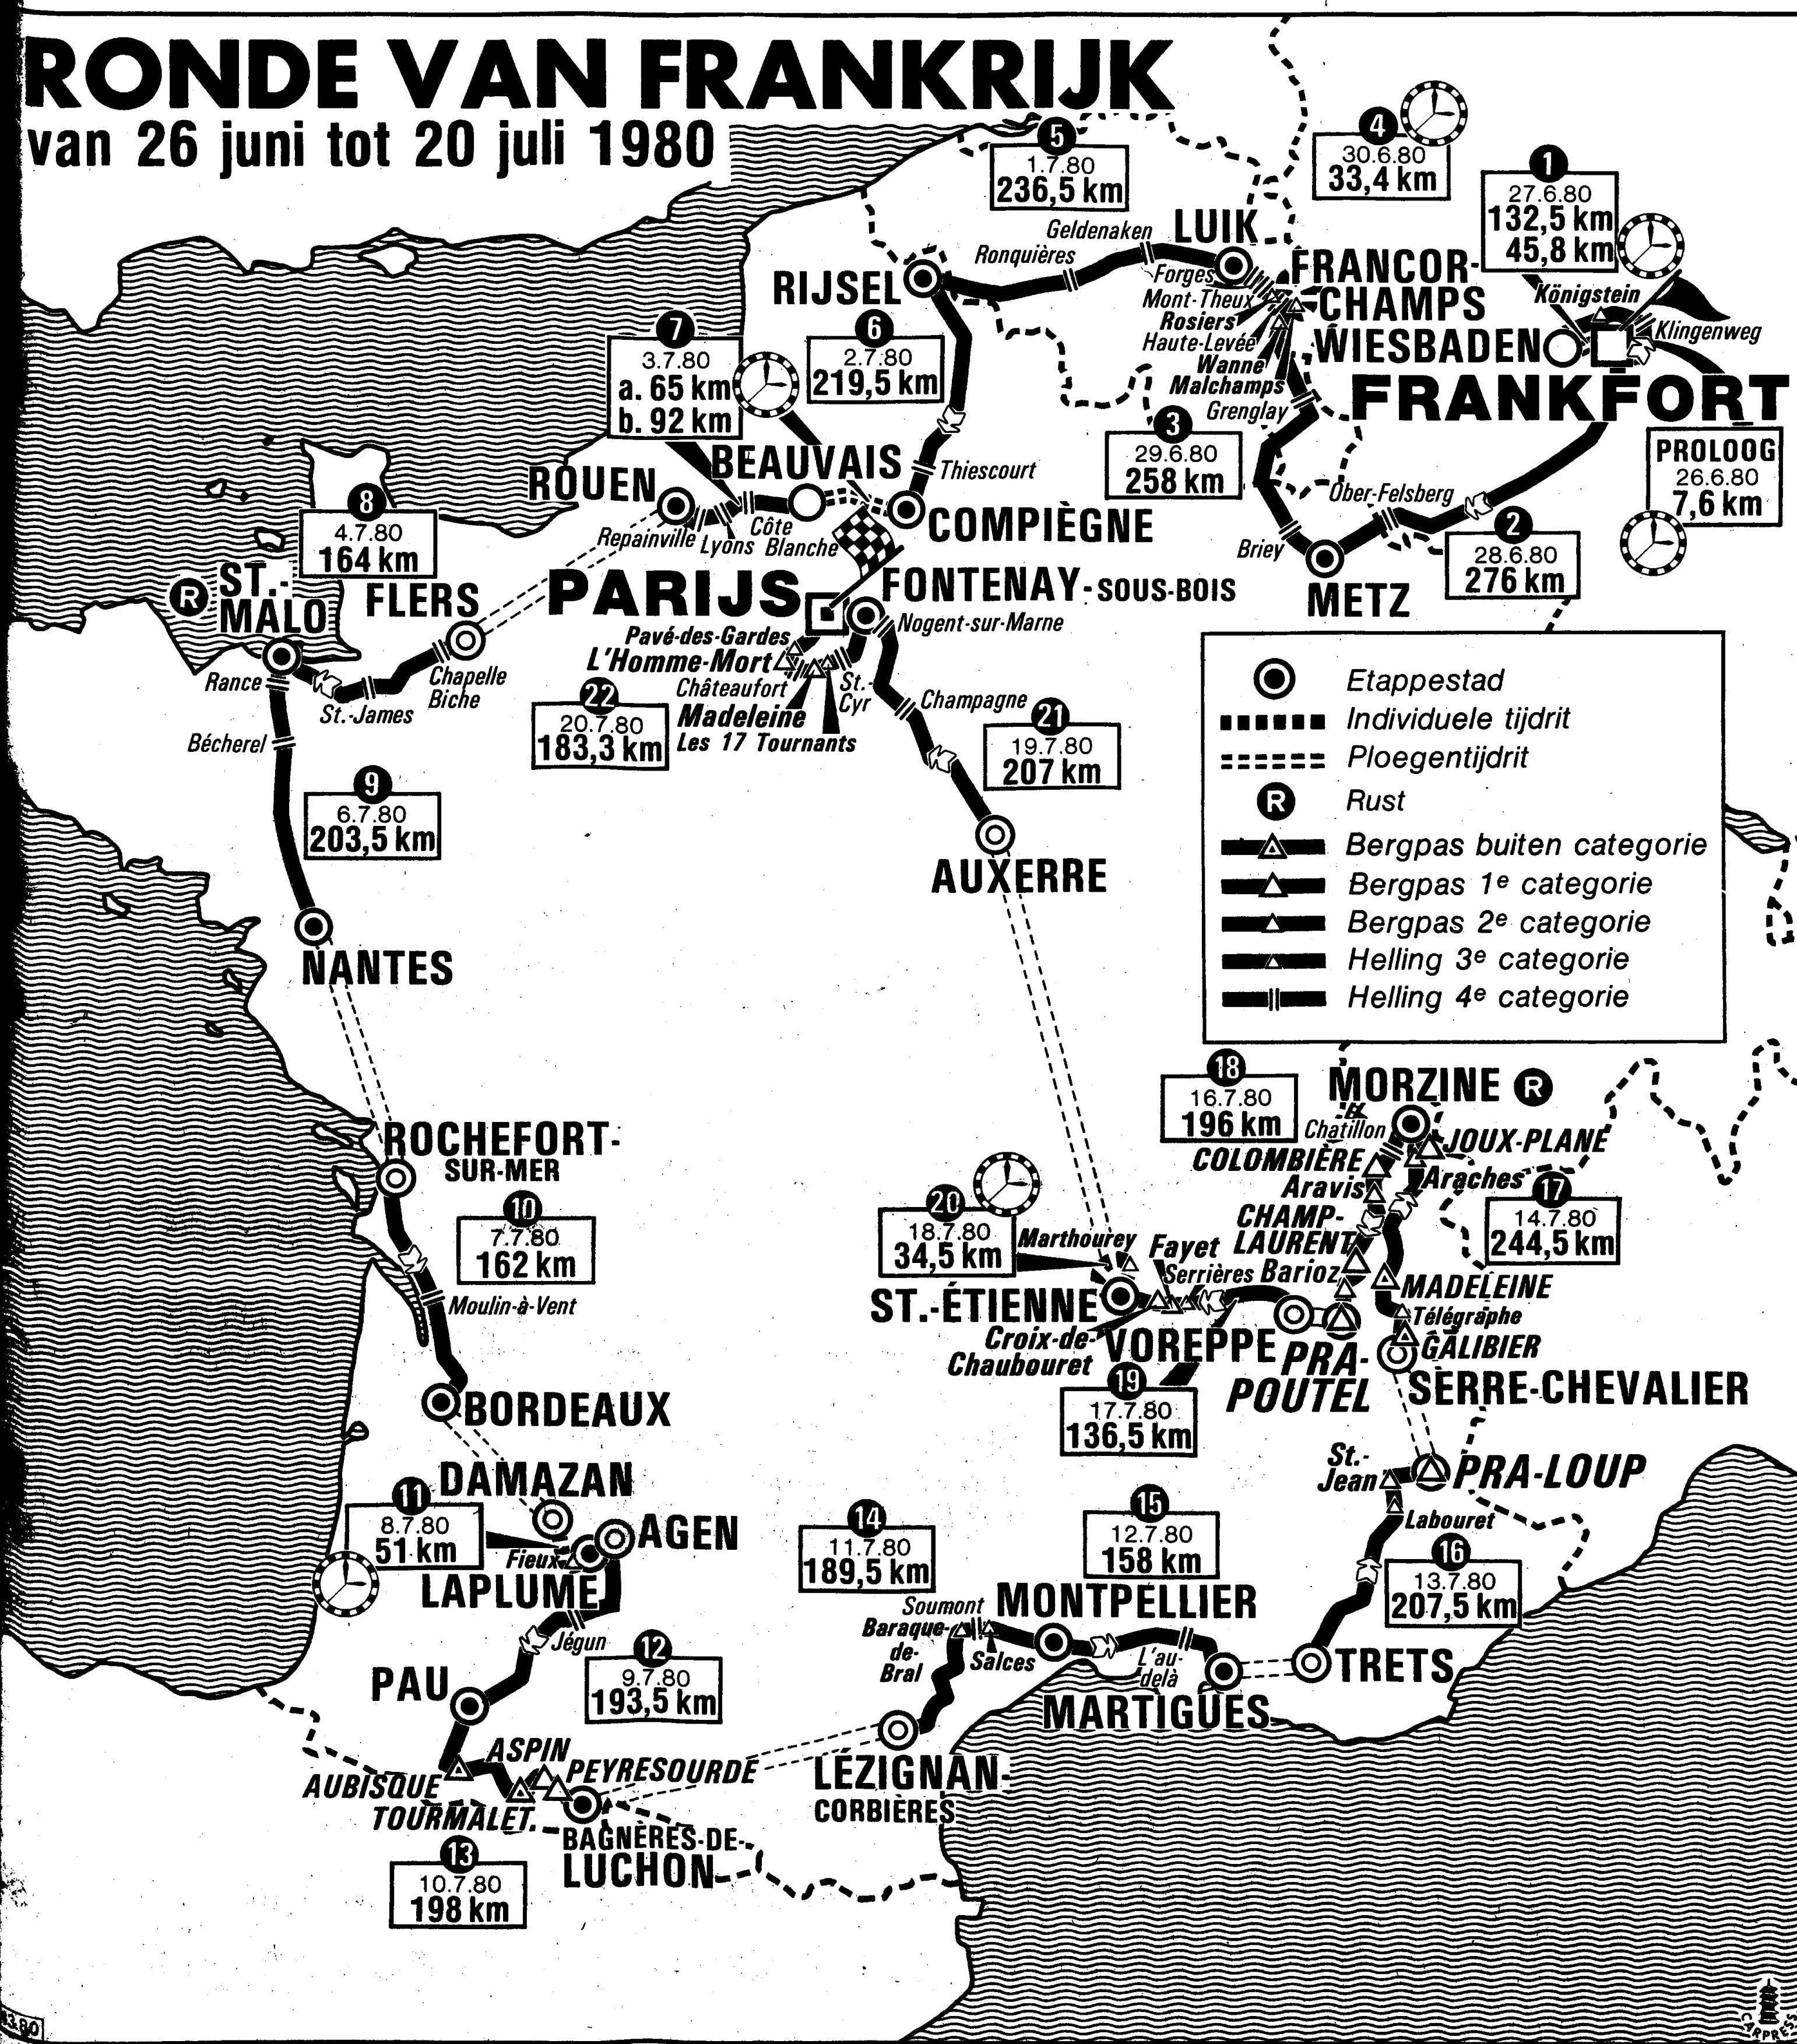 RONDE VAN FRANKRIJK
van 26 juni tot 20 juli 1980
5
1.7.80
236,5 km
4
30.6.80
33,4 km
1
27.6.80
132,5 km
45,8 km
LUIK
Geldenaken
Ronquières
Forges
Mont-Theux
Rosiers
Haute-Levée
Wanne
Malchamps
Grenglay
FRANCOR-
CHAMPS
Königstein
Klingenweg
WIESBADEN
FRANKFORT
RIJSEL
7
3.7.80
a. 65 km
b. 92 km
6
2.7.80
219,5 km
3
29.6.80
258 km
PROLOOG
26.6.80
7,6 km
BEAUVAIS
Thiescourt
ROUEN
Ober-Felsberg
COMPIÈGNE
Repainville
Lyons
Côte
Blanche
Briey
2
28.6.80
276 km
METZ
8
4.7.80
164 km
R
ST.-
MALO
FLERS
PARIJS
FONTENAY-SOUS-BOIS
Nogent-sur-Marne
Pavé-des-Gardes
L'Homme-Mort
Châteaufort
Madeleine
Les 17 Tournants
St.-
Cyr
Rance
St.-James
Chapelle
Biche
Bécherel
22
20.7.80
183,3 km
Champagne
21
19.7.80
207 km
9
6.7.80
203,5 km
AUXERRE
NANTES
Etappestad
Individuele tijdrit
Ploegentijdrit
R
Rust
Bergpas buiten categorie
Bergpas 1e categorie
Bergpas 2e categorie
Helling 3e categorie
Helling 4e categorie
18
16.7.80
196 km
MORZINE R
Chatillon
JOUX-PLANE
COLOMBIÈRE
Araches
Aravis
CHAMP-
LAURENT
17
14.7.80
244,5 km
ROCHEFORT-
SUR-MER
10
7.7.80
162 km
Moulin-à-Vent
20
18.7.80
34,5 km
Marthourey
Fayet
Serrières
Barioz
MADELEINE
Télégraphe
GALIBIER
ST.-ÉTIENNE
Croix-de-
Chaubouret
VOREPPE
PRA-
POUTEL
SERRE-CHEVALIER
19
17.7.80
136,5 km
BORDEAUX
DAMAZAN
11
8.7.80
51 km
Fieux
AGEN
LAPLUME
Jégun
14
11.7.80
189,5 km
15
12.7.80
158 km
St.-
Jean
PRA-LOUP
Labouret
16
13.7.80
207,5 km
Soumont
Baraque-
de-
Bral
Salces
MONTPELLIER
L'au-
delà
MARTIGUES
TRETS
PAU
12
9.7.80
193,5 km
ASPIN
PEYRESOURDE
AUBISQUE
TOURMALET
LÉZIGNAN-
CORBIÈRES
BAGNÈRES-DE-
LUCHON
13
10.7.80
198 km
CARPRESS